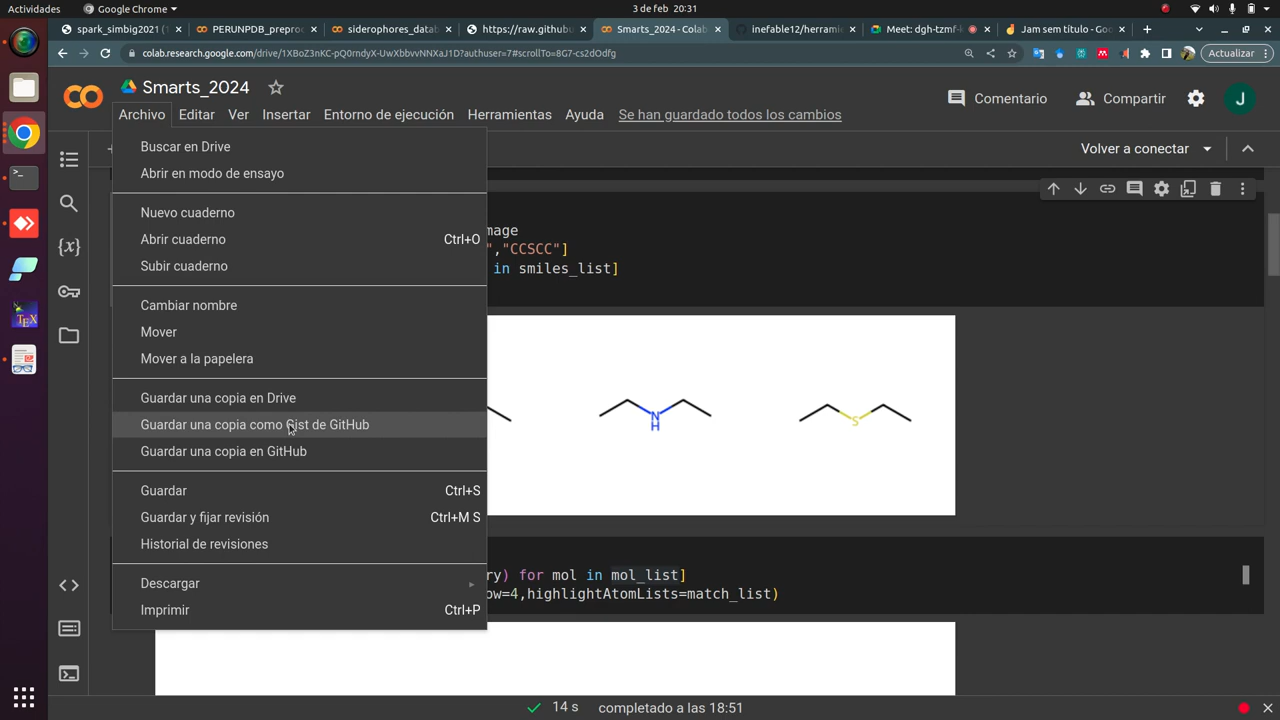 Actividades
Google Chrome
3 de feb 20:31
spark_simbig2021 (1
PERUNPDB_preproc
siderophores_datab
https://raw.githubu
Smarts_2024 - Colab
inefable12/herramie
Meet: dgh-tzmf-k
Jam sem título - Goo
colab.research.google.com/drive/1XBoZ3nKC-pQ0rndyX-UwXbbvvNNXaJ1D?authuser=7#scrollTo=8G7-cs2dOdfg
Actualizar
Smarts_2024
Comentario
Compartir
J
Archivo
Editar
Ver
Insertar
Entorno de ejecución
Herramientas
Ayuda
Se han guardado todos los cambios
Volver a conectar
Buscar en Drive
Abrir en modo de ensayo
Nuevo cuaderno
Abrir cuaderno Ctrl+O
Subir cuaderno
Cambiar nombre
Mover
Mover a la papelera
Guardar una copia en Drive
Guardar una copia como Gist de GitHub
Guardar una copia en GitHub
Guardar Ctrl+S
Guardar y fijar revisión Ctrl+M S
Historial de revisiones
Descargar
Imprimir Ctrl+P
mage
","CCSCC"]
in smiles_list]
N
H
S
ry) for mol in mol_list]
ow=4,highlightAtomLists=match_list)
{x}
TEX
14 s completado a las 18:51